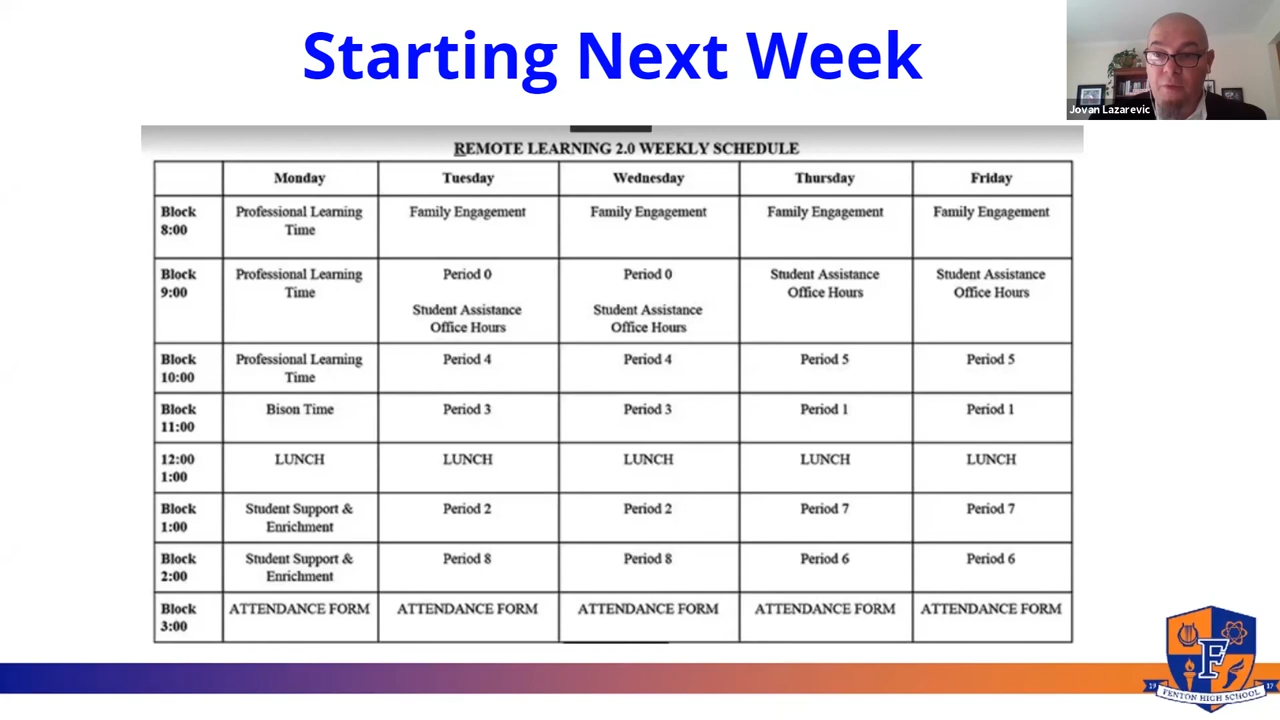 Starting Next Week
Jovan Lazarevic
REMOTE LEARNING 2.0 WEEKLY SCHEDULE
Monday Tuesday Wednesday Thursday Friday
Block Professional Learning Family Engagement Family Engagement Family Engagement Family Engagement
8:00 Time
Block Professional Learning Period 0 Period 0 Student Assistance Student Assistance
9:00 Time Office Hours Office Hours
Student Assistance Student Assistance
Office Hours Office Hours
Block Professional Learning Period 4 Period 4 Period 5 Period 5
10:00 Time
Block Bison Time Period 3 Period 3 Period 1 Period 1
11:00
12:00 LUNCH LUNCH LUNCH LUNCH LUNCH
1:00
Block Student Support & Period 2 Period 2 Period 7 Period 7
1:00 Enrichment
Block Student Support & Period 8 Period 8 Period 6 Period 6
2:00 Enrichment
Block ATTENDANCE FORM ATTENDANCE FORM ATTENDANCE FORM ATTENDANCE FORM ATTENDANCE FORM
3:00
F
19 37
FENTON HIGH SCHOOL